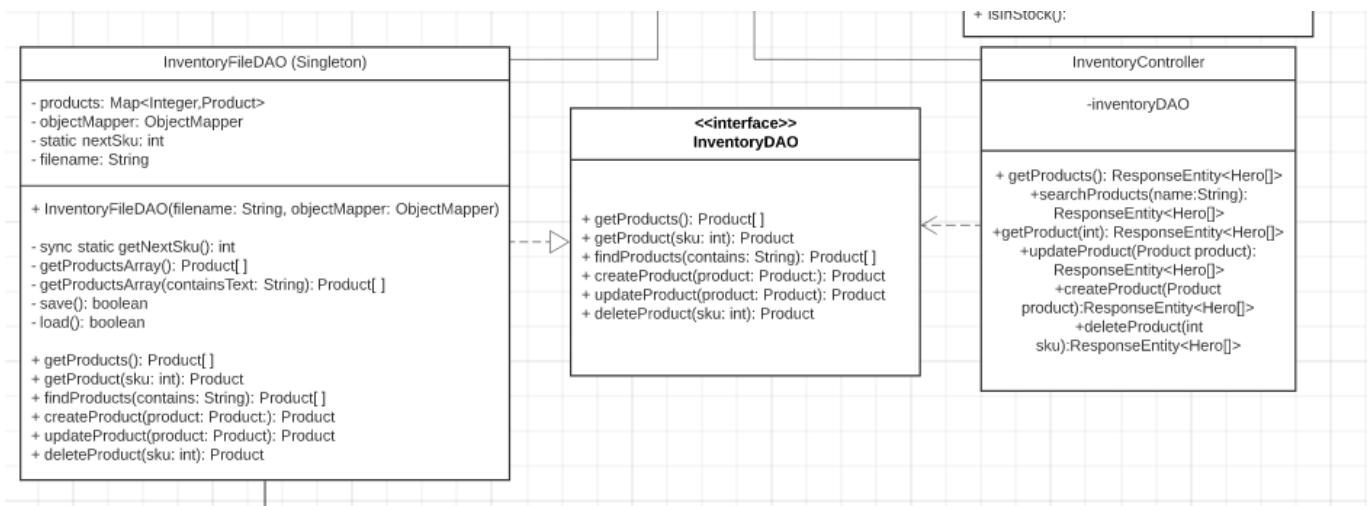 + isInStock():
InventoryFileDAO (Singleton)
- products: Map<Integer,Product>
- objectMapper: ObjectMapper
- static nextSku: int
- filename: String
+ InventoryFileDAO(filename: String, objectMapper: ObjectMapper)
- sync static getNextSku(): int
- getProductsArray(): Product[ ]
- getProductsArray(containsText: String): Product[ ]
- save(): boolean
- load(): boolean
+ getProducts(): Product[ ]
+ getProduct(sku: int): Product
+ findProducts(contains: String): Product[ ]
+ createProduct(product: Product:): Product
+ updateProduct(product: Product): Product
+ deleteProduct(sku: int): Product
<<interface>>
InventoryDAO
+ getProducts(): Product[ ]
+ getProduct(sku: int): Product
+ findProducts(contains: String): Product[ ]
+ createProduct(product: Product:): Product
+ updateProduct(product: Product): Product
+ deleteProduct(sku: int): Product
InventoryController
-inventoryDAO
+ getProducts(): ResponseEntity<Hero[]>
+searchProducts(name:String):
ResponseEntity<Hero[]>
+getProduct(int): ResponseEntity<Hero[]>
+updateProduct(Product product):
ResponseEntity<Hero[]>
+createProduct(Product
product):ResponseEntity<Hero[]>
+deleteProduct(int
sku):ResponseEntity<Hero[]>